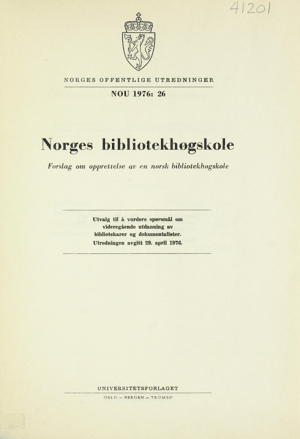 41201
NORGES OFFENTLIGE UTREDNINGER
NOU 1976: 26
Norges bibliotekhøgskole
Forslag om opprettelse av en norsk bibliotekhøgskole
Utvalg til å vurdere spørsmål om
videregående utdanning av
bibliotekarer og dokumentalister.
Utredningen avgitt 29. april 1976.
UNIVERSITETSFORLAGET
OSLO – BERGEN – TROMSØ